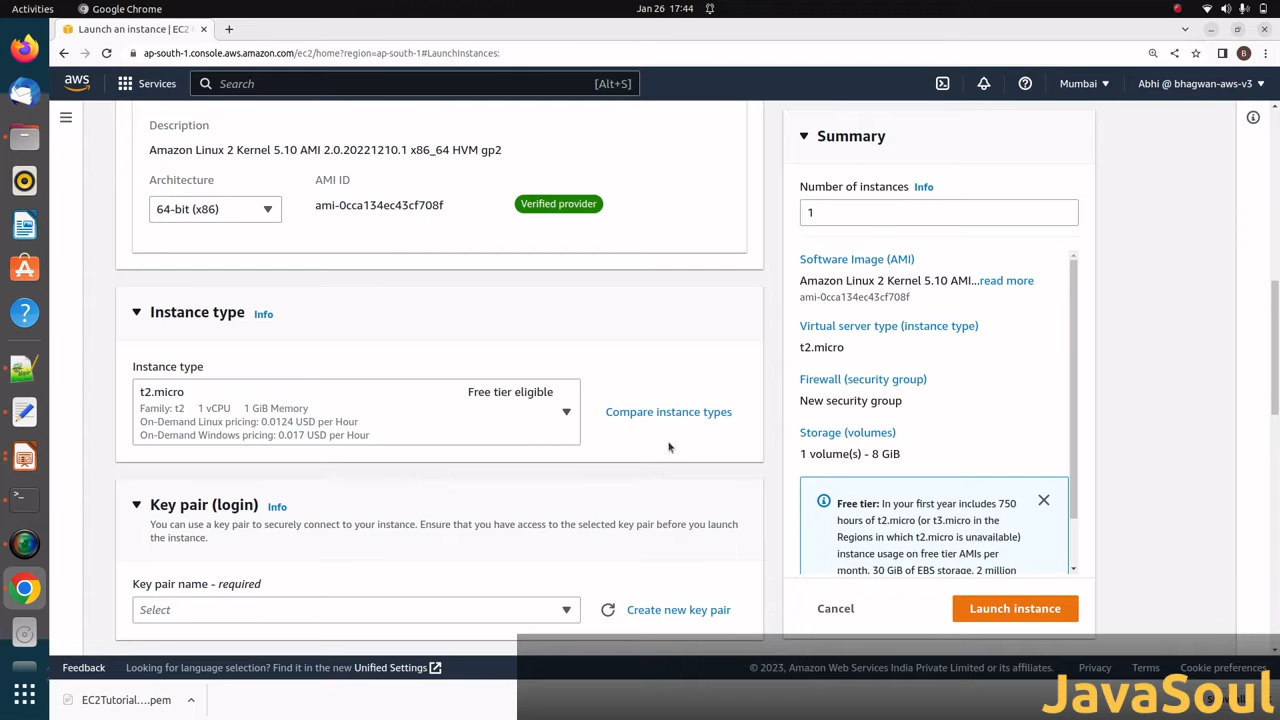 Activities
Google Chrome
Jan 26 17:44
Launch an instance | EC2
ap-south-1.console.aws.amazon.com/ec2/home?region=ap-south-1#LaunchInstances:
B
aws
Services
Search
[Alt+S]
Mumbai
Abhi @ bhagwan-aws-v3
Description
Amazon Linux 2 Kernel 5.10 AMI 2.0.20221210.1 x86_64 HVM gp2
Architecture
AMI ID
64-bit (x86)
ami-0cca134ec43cf708f
Verified provider
Instance type
Info
Instance type
t2.micro
Free tier eligible
Family: t2 1 vCPU 1 GiB Memory
On-Demand Linux pricing: 0.0124 USD per Hour
On-Demand Windows pricing: 0.017 USD per Hour
Compare instance types
Key pair (login)
Info
You can use a key pair to securely connect to your instance. Ensure that you have access to the selected key pair before you launch
the instance.
Key pair name - required
Select
Create new key pair
Summary
Number of instances
Info
1
Software Image (AMI)
Amazon Linux 2 Kernel 5.10 AMI...read more
ami-0cca134ec43cf708f
Virtual server type (instance type)
t2.micro
Firewall (security group)
New security group
Storage (volumes)
1 volume(s) - 8 GiB
Free tier: In your first year includes 750
hours of t2.micro (or t3.micro in the
Regions in which t2.micro is unavailable)
instance usage on free tier AMIs per
month, 30 GiB of EBS storage, 2 million
Cancel
Launch instance
Feedback
Looking for language selection? Find it in the new Unified Settings
© 2023, Amazon Web Services India Private Limited or its affiliates.
Privacy
Terms
Cookie preferences
EC2Tutorial....pem
JavaSoul